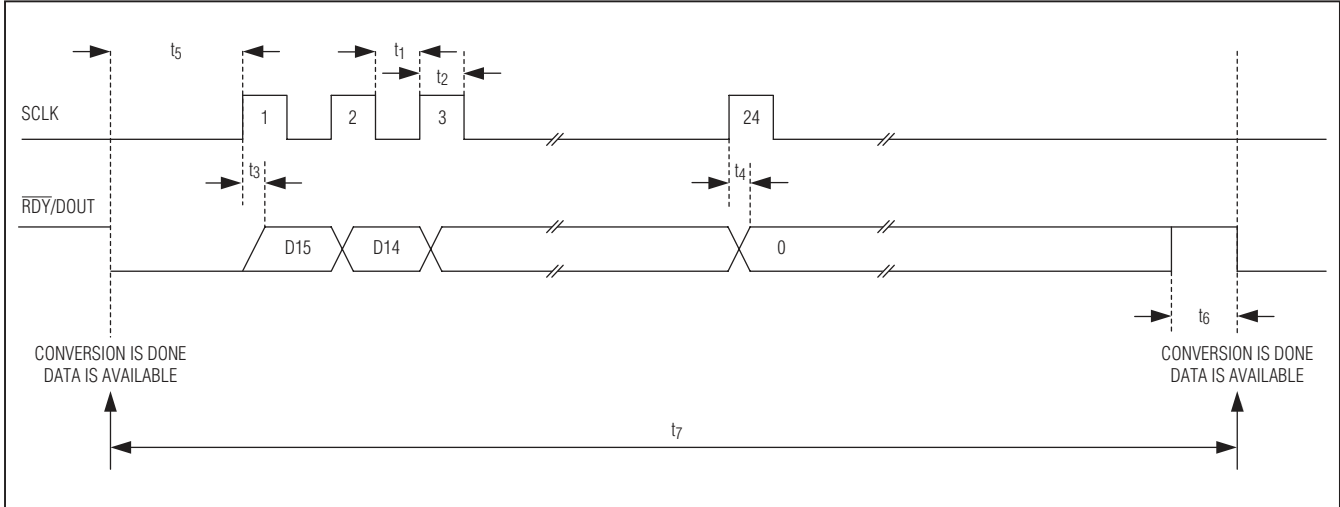 t5
t1
t2
SCLK
1
2
3
24
t3
t4
RDY/DOUT
D15
D14
0
t6
CONVERSION IS DONE
DATA IS AVAILABLE
CONVERSION IS DONE
DATA IS AVAILABLE
t7